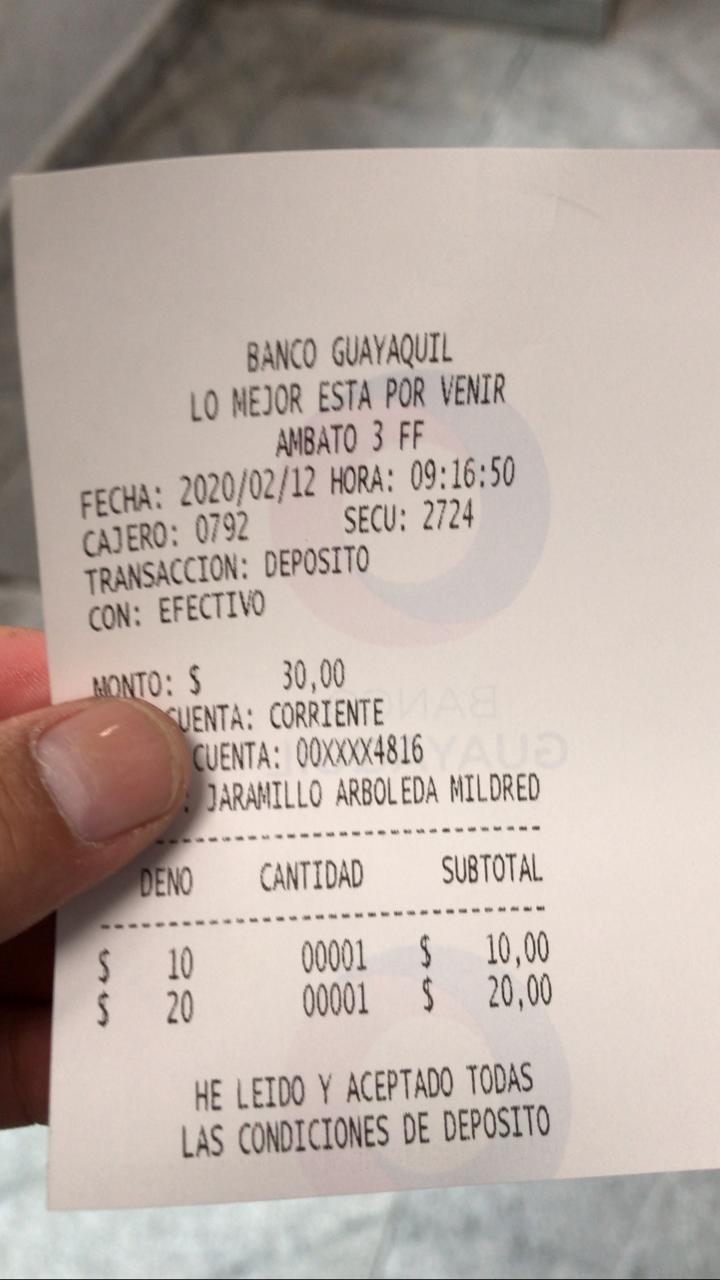 BANCO GUAYAQUIL
LO MEJOR ESTA POR VENIR
AMBATO 3 FF
FECHA: 2020/02/12 HORA: 09:16:50
CAJERO: 0792 SECU: 2724
TRANSACCION: DEPOSITO
CON: EFECTIVO
MONTO: $ 30,00
CUENTA: CORRIENTE
CUENTA: 00XXXX4816
: JARAMILLO ARBOLEDA MILDRED
--------------------------------
DENO CANTIDAD SUBTOTAL
--------------------------------
$ 10 00001 $ 10,00
$ 20 00001 $ 20,00
HE LEIDO Y ACEPTADO TODAS
LAS CONDICIONES DE DEPOSITO
BANCO
GUAYAQUIL